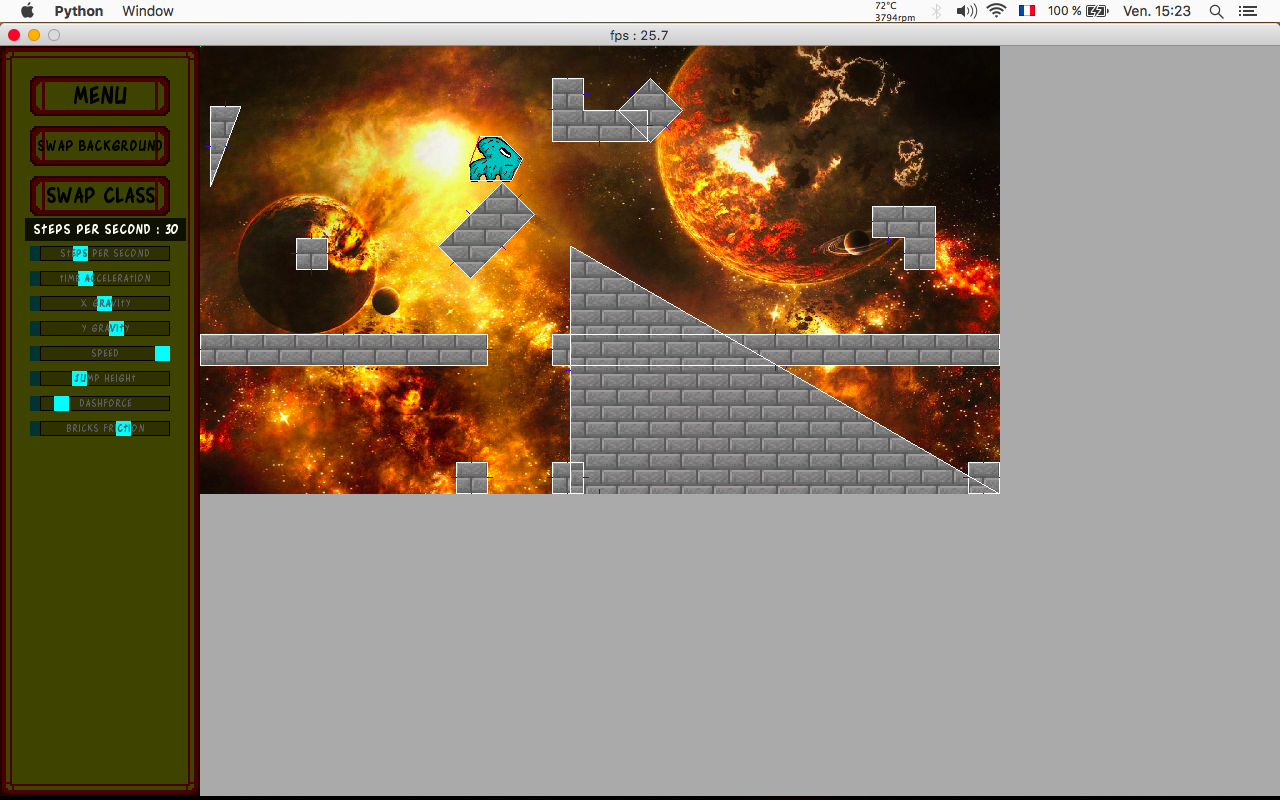 Python Window
72°C
3794rpm
100 %
Ven. 15:23
fps : 25.7
MENU
SWAP BACKGROUND
SWAP CLASS
STEPS PER SECOND : 30
STEPS PER SECOND
TIME ACCELERATION
X GRAVITY
Y GRAVITY
SPEED
JUMP HEIGHT
DASHFORCE
BRICKS FRICTION